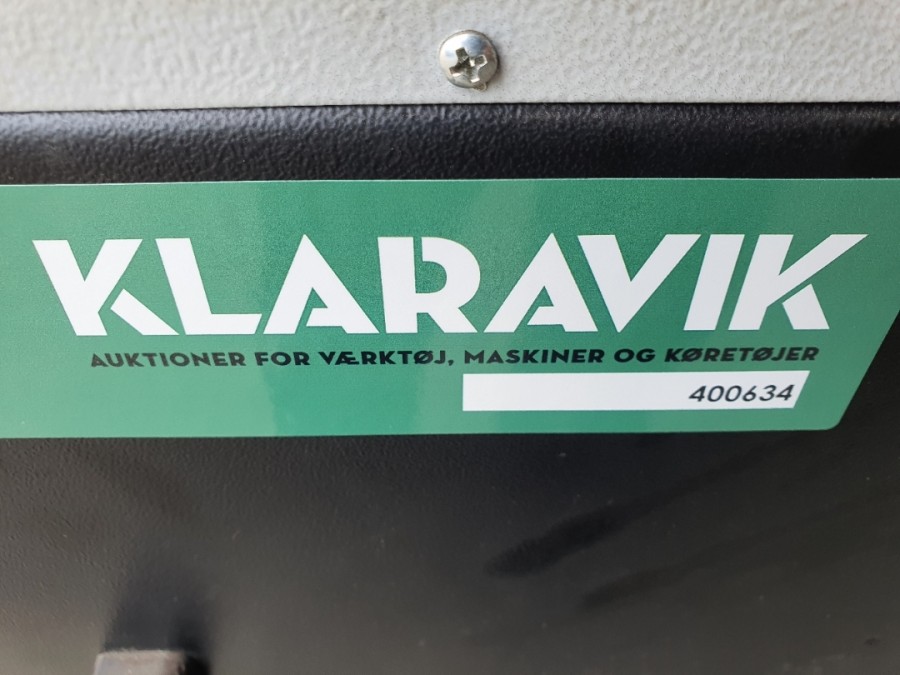 KLARAVIK
AUKTIONER FOR VÆRKTØJ, MASKINER OG KØRETØJER
400634